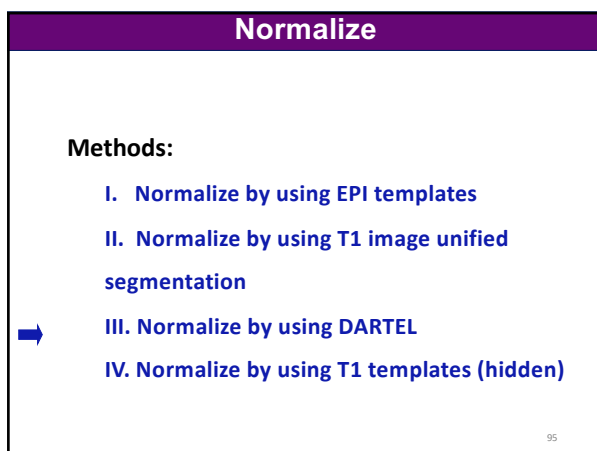 Normalize
Methods:
I. Normalize by using EPI templates
II. Normalize by using T1 image unified
segmentation
III. Normalize by using DARTEL
IV. Normalize by using T1 templates (hidden)
95